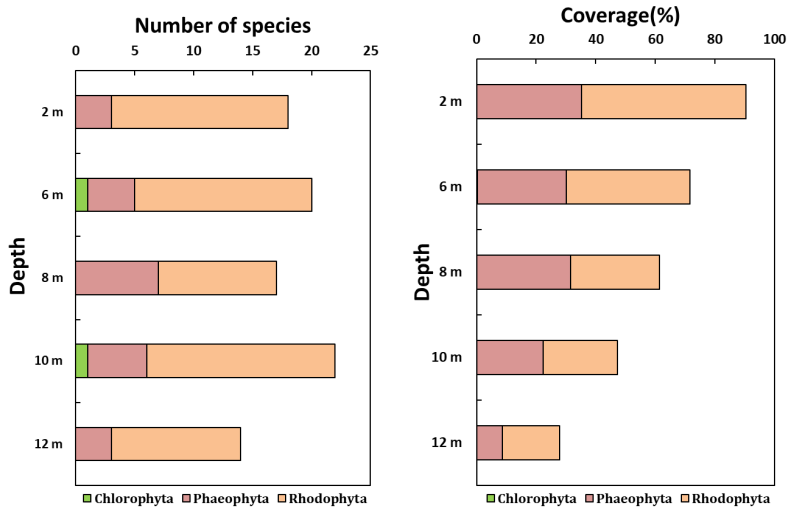 Number of species
0 5 10 15 20 25
2 m
6 m
8 m
10 m
12 m
Depth
Chlorophyta Phaeophyta Rhodophyta
Coverage(%)
0 20 40 60 80 100
2 m
6 m
8 m
10 m
12 m
Depth
Chlorophyta Phaeophyta Rhodophyta